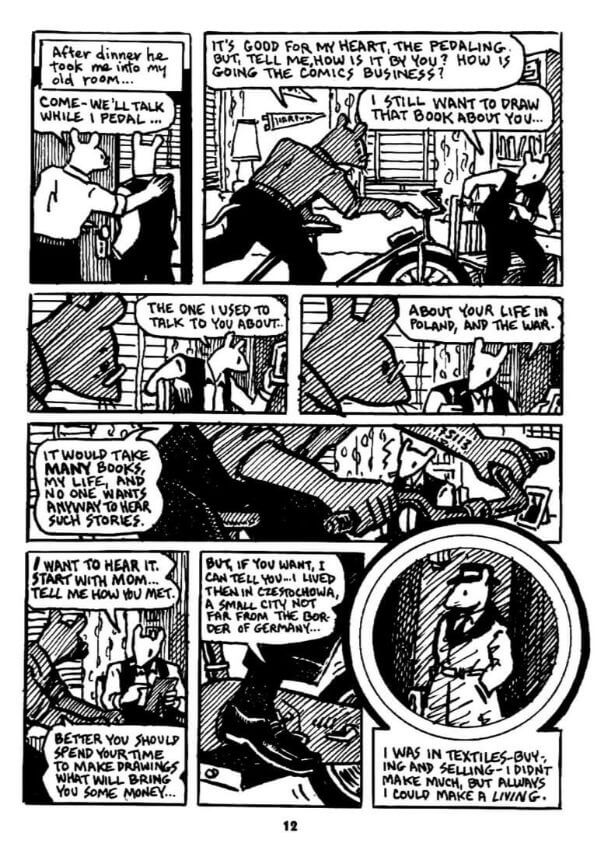 After dinner he
took me into my
old room...
COME-WE'LL TALK
WHILE I PEDAL...
IT'S GOOD FOR MY HEART, THE PEDALING.
BUT, TELL ME, HOW IS IT BY YOU? HOW IS
GOING THE COMICS BUSINESS?
I STILL WANT TO DRAW
THAT BOOK ABOUT YOU...
THE ONE I USED TO
TALK TO YOU ABOUT...
ABOUT YOUR LIFE IN
POLAND, AND THE WAR.
IT WOULD TAKE
MANY BOOKS,
MY LIFE, AND
NO ONE WANTS
ANYWAY TO HEAR
SUCH STORIES.
I WANT TO HEAR IT.
START WITH MOM...
TELL ME HOW YOU MET.
BETTER YOU SHOULD
SPEND YOUR TIME
TO MAKE DRAWINGS
WHAT WILL BRING
YOU SOME MONEY...
BUT, IF YOU WANT, I
CAN TELL YOU...I LIVED
THEN IN CZESTOCHOWA,
A SMALL CITY NOT
FAR FROM THE BOR-
DER OF GERMANY...
I WAS IN TEXTILES-BUY-
ING AND SELLING-I DIDNT
MAKE MUCH, BUT ALWAYS
I COULD MAKE A LIVING.
12